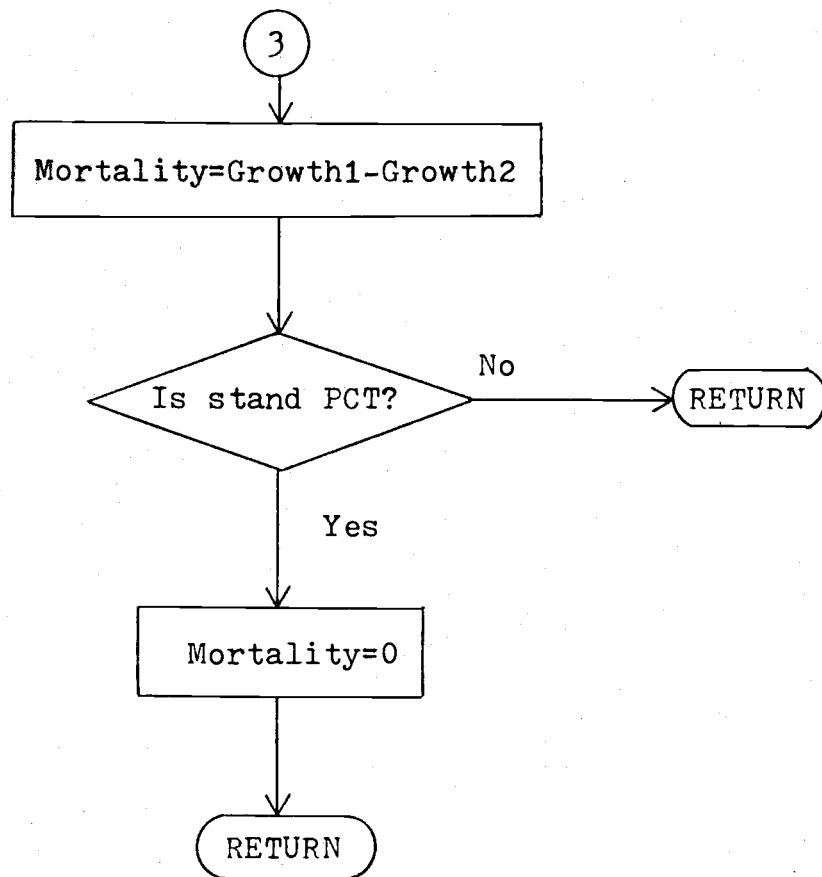 3
Mortality=Growth1-Growth2
Is stand PCT?
No
RETURN
Yes
Mortality=0
RETURN